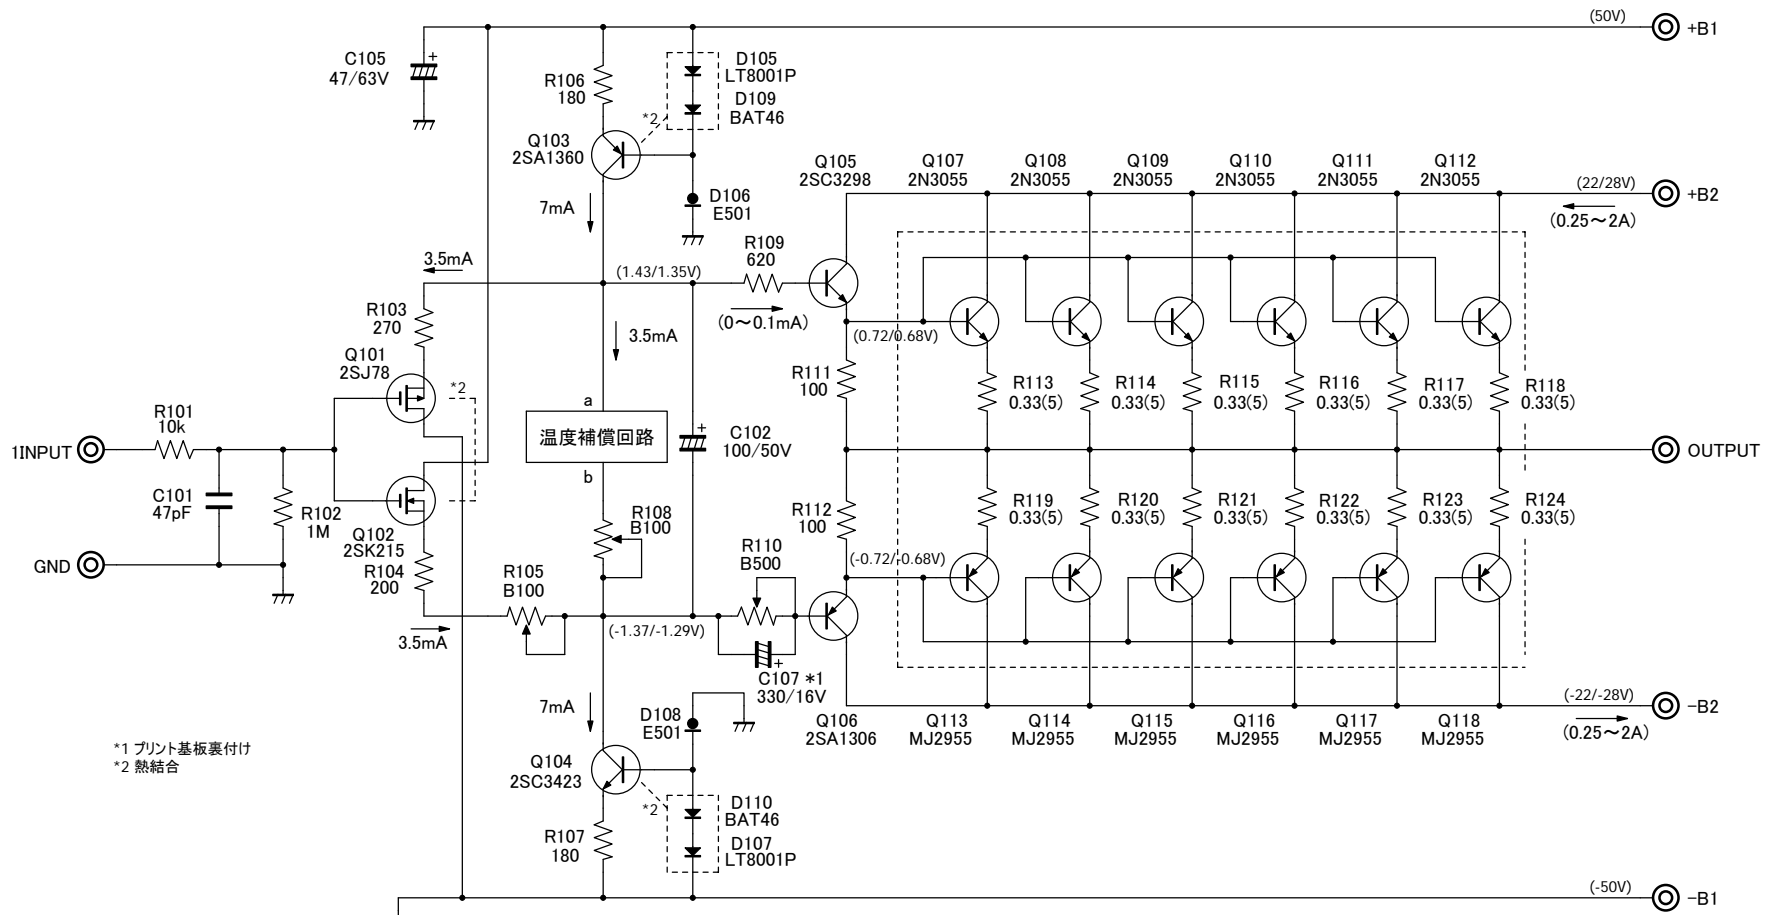 (50V)
+B1
C105
47/63V
+
R106
180
D105
LT8001P
D109
BAT46
*2
Q103
2SA1360
D106
E501
7mA
Q105
2SC3298
Q107
2N3055
Q108
2N3055
Q109
2N3055
Q110
2N3055
Q111
2N3055
Q112
2N3055
(22/28V)
+B2
(0.25～2A)
3.5mA
(1.43/1.35V)
R109
620
(0～0.1mA)
R103
270
3.5mA
(0.72/0.68V)
Q101
2SJ78
*2
R111
100
R113
0.33(5)
R114
0.33(5)
R115
0.33(5)
R116
0.33(5)
R117
0.33(5)
R118
0.33(5)
a
温度補償回路
b
+
C102
100/50V
1INPUT
R101
10k
OUTPUT
C101
47pF
R102
1M
Q102
2SK215
R104
200
R108
B100
R112
100
R119
0.33(5)
R120
0.33(5)
R121
0.33(5)
R122
0.33(5)
R123
0.33(5)
R124
0.33(5)
GND
R105
B100
R110
B500
(-0.72/-0.68V)
3.5mA
(-1.37/-1.29V)
+
C107 *1
330/16V
7mA
D108
E501
Q106
2SA1306
Q113
MJ2955
Q114
MJ2955
Q115
MJ2955
Q116
MJ2955
Q117
MJ2955
Q118
MJ2955
(-22/-28V)
-B2
(0.25～2A)
*1 プリント基板裏付け
*2 熱結合
Q104
2SC3423
*2
D110
BAT46
D107
LT8001P
R107
180
(-50V)
-B1